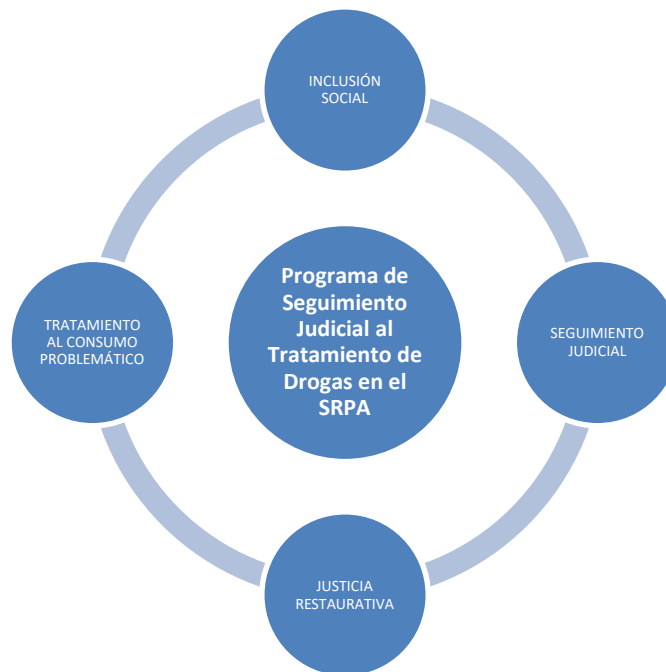 INCLUSIÓN
SOCIAL
Programa de
Seguimiento
Judicial al
Tratamiento de
Drogas en el
SRPA
TRATAMIENTO
AL CONSUMO
PROBLEMÁTICO
SEGUIMIENTO
JUDICIAL
JUSTICIA
RESTAURATIVA